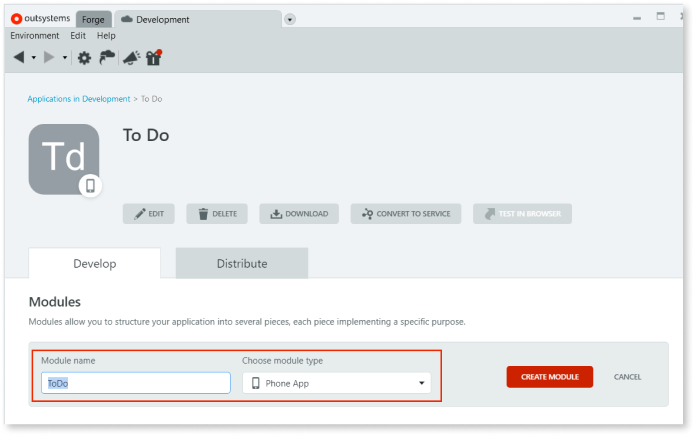 outsystems Forge Development
Environment Edit Help
Applications in Development > To Do
Td
To Do
EDIT DELETE DOWNLOAD CONVERT TO SERVICE TEST IN BROWSER
Develop Distribute
Modules
Modules allow you to structure your application into several pieces, each piece implementing a specific purpose.
Module name Choose module type
ToDo Phone App CREATE MODULE CANCEL